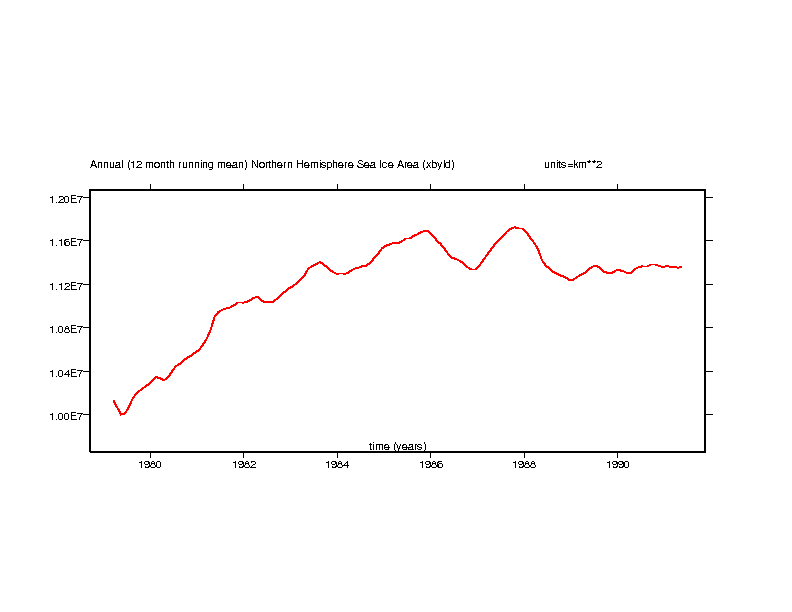 Annual (12 month running mean) Northern Hemisphere Sea Ice Area (xbyld) units=km**2
1.20E7
1.16E7
1.12E7
1.08E7
1.04E7
1.00E7
time (years)
1980 1982 1984 1986 1988 1990